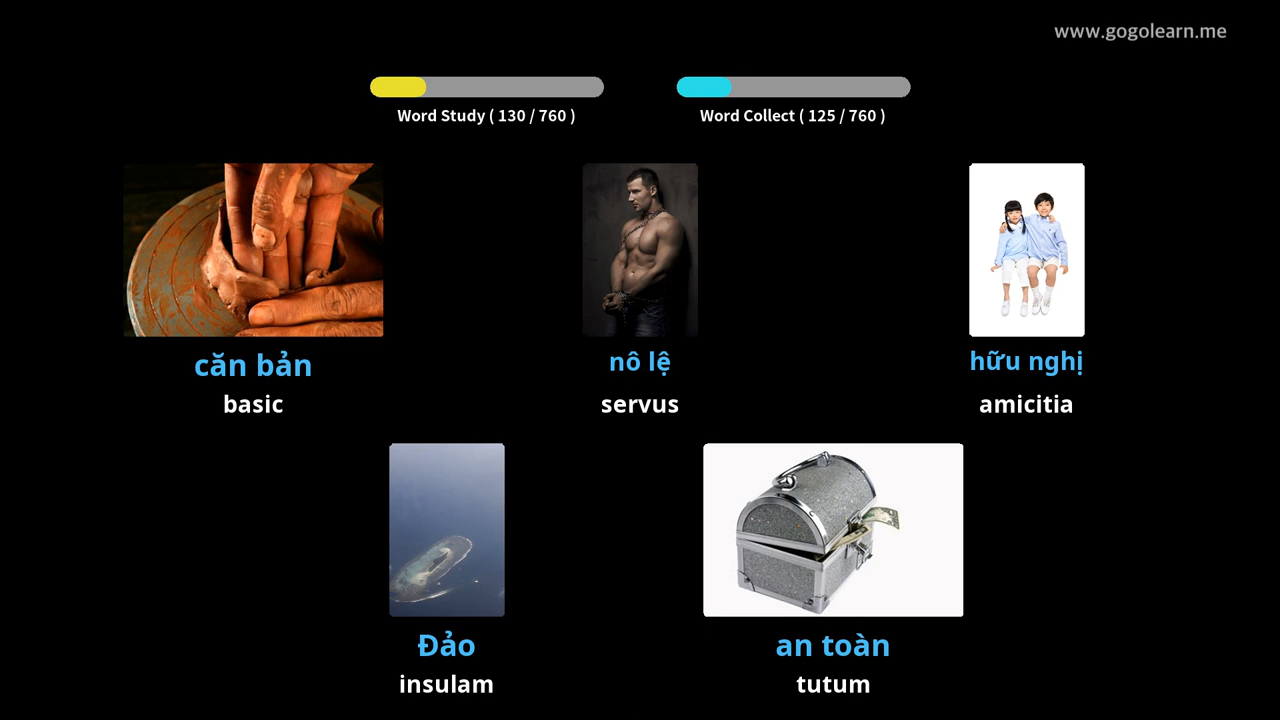 www.gogolearn.me
Word Study ( 130 / 760 )
Word Collect ( 125 / 760 )
căn bản
basic
nô lệ
servus
hữu nghị
amicitia
Đảo
insulam
an toàn
tutum